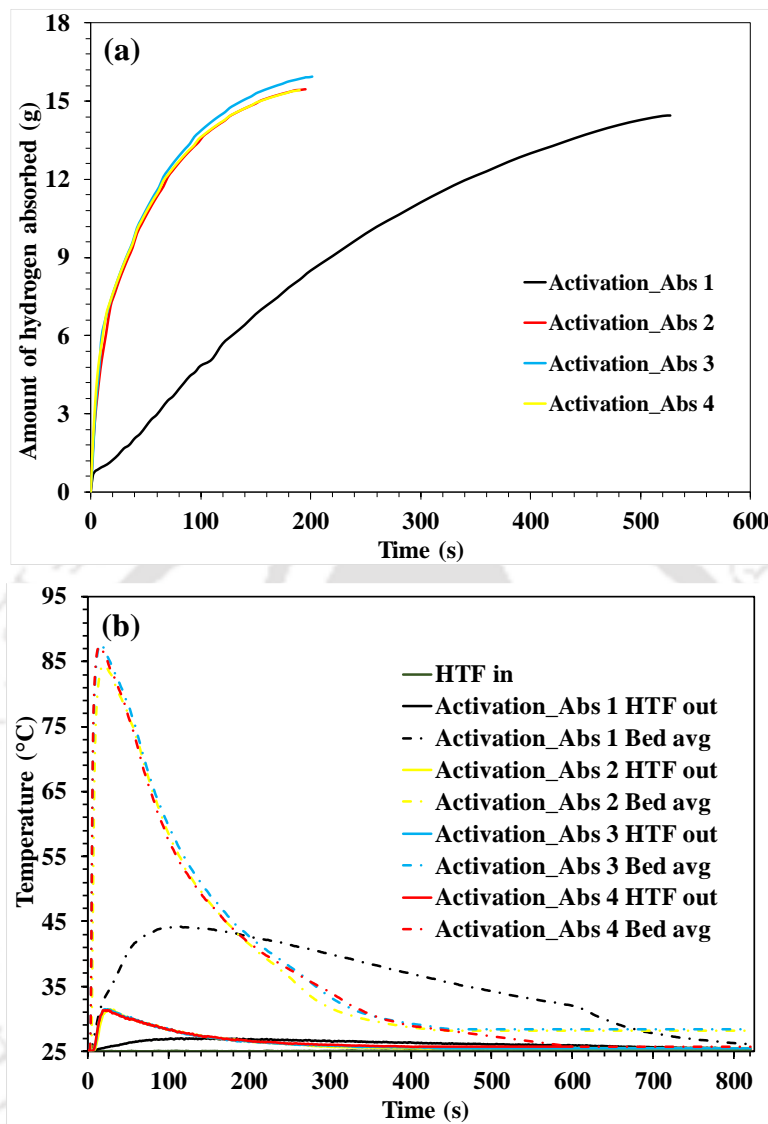 (a)
18
15
12
9
6
3
0
Amount of hydrogen absorbed (g)
Activation_Abs 1
Activation_Abs 2
Activation_Abs 3
Activation_Abs 4
0 100 200 300 400 500 600
Time (s)
(b)
95
85
75
65
55
45
35
25
Temperature (°C)
HTF in
Activation_Abs 1 HTF out
Activation_Abs 1 Bed avg
Activation_Abs 2 HTF out
Activation_Abs 2 Bed avg
Activation_Abs 3 HTF out
Activation_Abs 3 Bed avg
Activation_Abs 4 HTF out
Activation_Abs 4 Bed avg
0 100 200 300 400 500 600 700 800
Time (s)